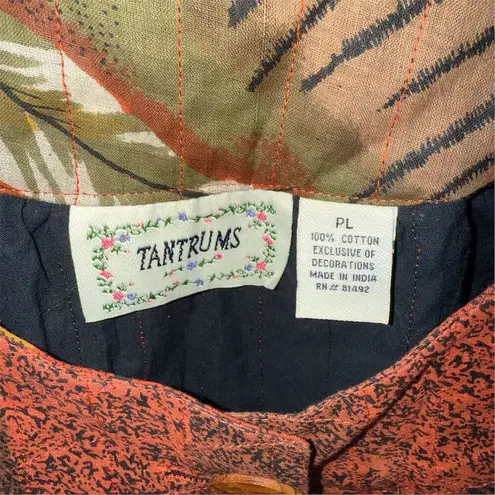 TANTRUMS
PL
100% COTTON
EXCLUSIVE OF
DECORATIONS
MADE IN INDIA
RN# 81492